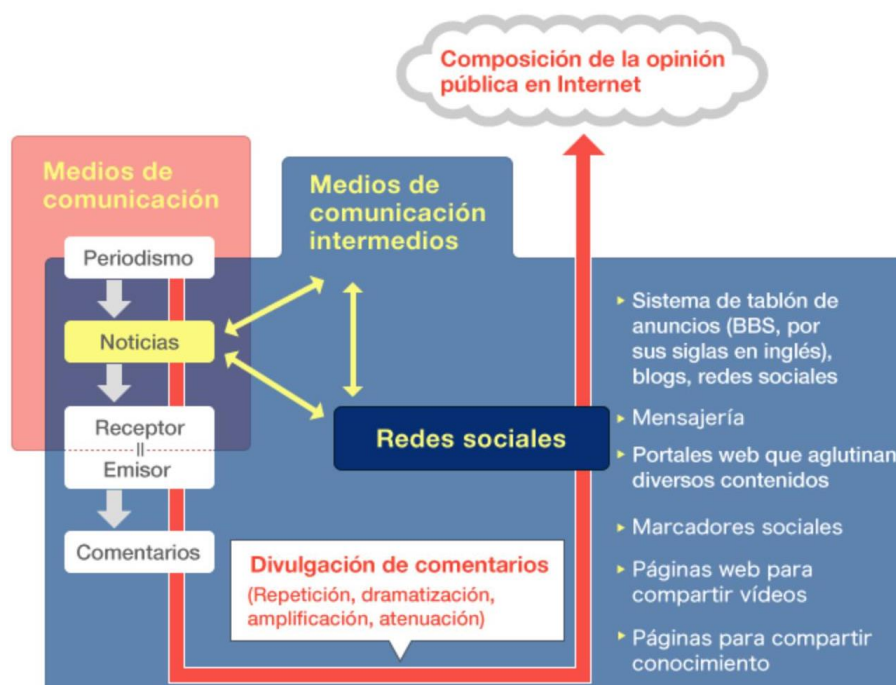 Composición de la opinión
pública en Internet
Medios de
comunicación
Periodismo
Noticias
Receptor
=
Emisor
Comentarios
Medios de
comunicación
intermedios
Redes sociales
Divulgación de comentarios
(Repetición, dramatización,
amplificación, atenuación)
Sistema de tablón de
anuncios (BBS, por
sus siglas en inglés),
blogs, redes sociales
Mensajería
Portales web que aglutinan
diversos contenidos
Marcadores sociales
Páginas web para
compartir vídeos
Páginas para compartir
conocimiento